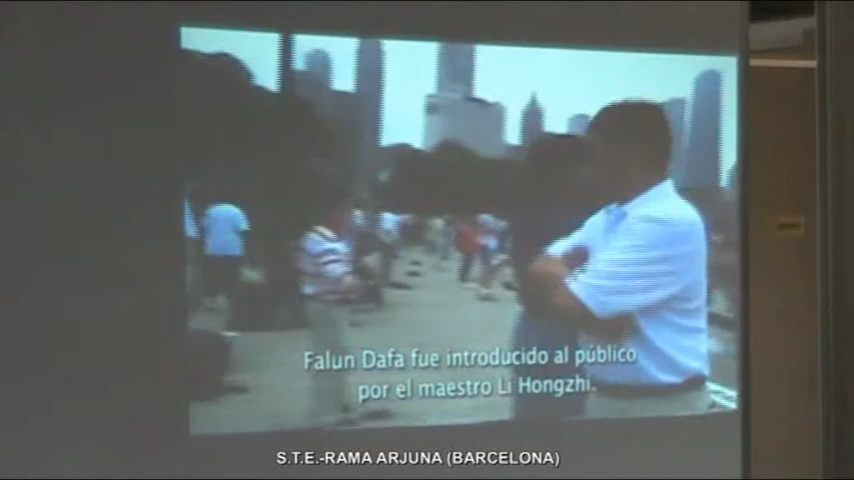 Falun Dafa fue introducido al público
por el maestro Li Hongzhi.
S.T.E.-RAMA ARJUNA (BARCELONA)